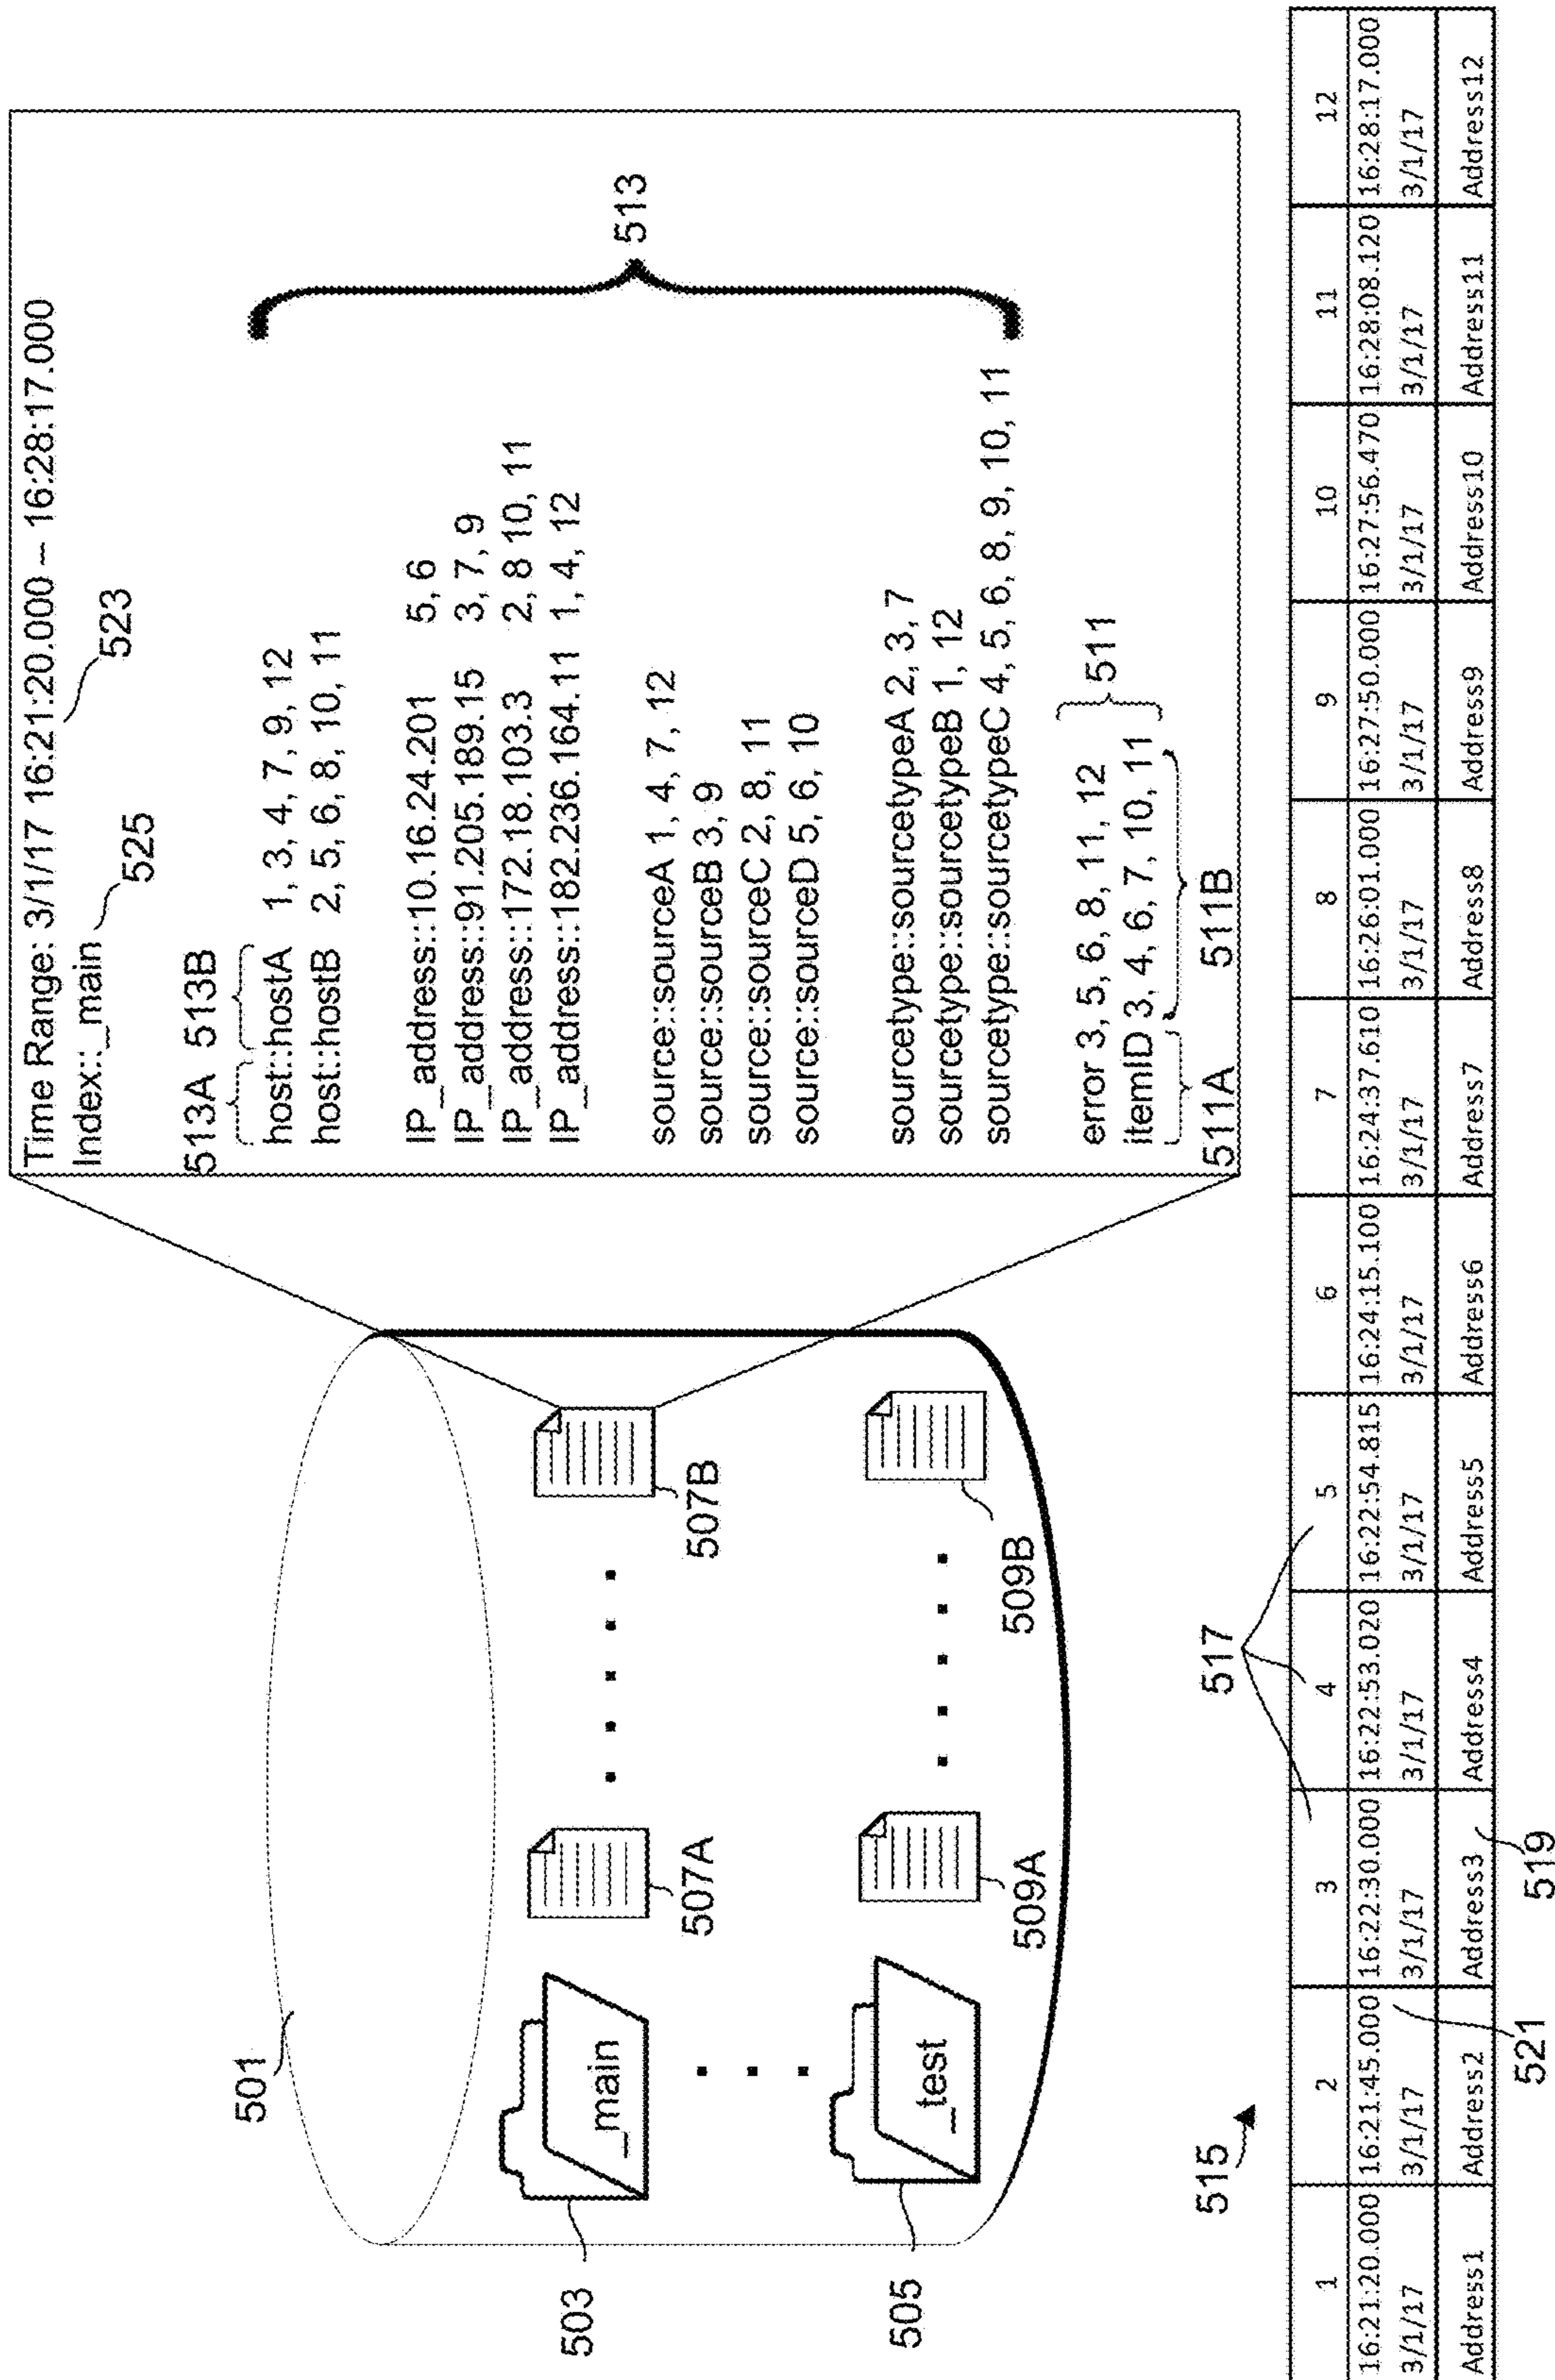 Time Range: 3/1/17 16:21:20.000 – 16:28:17.000
523
Index::_main
525
513A 513B
host::hostA 1, 3, 4, 7, 9, 12
host::hostB 2, 5, 6, 8, 10, 11
IP_address::10.16.24.201 5, 6
IP_address::91.205.189.15 3, 7, 9
IP_address::172.18.103.3 2, 8 10, 11
IP_address::182.236.164.11 1, 4, 12
513
source::sourceA 1, 4, 7, 12
source::sourceB 3, 9
source::sourceC 2, 8, 11
source::sourceD 5, 6, 10
sourcetype::sourcetypeA 2, 3, 7
sourcetype::sourcetypeB 1, 12
sourcetype::sourcetypeC 4, 5, 6, 8, 9, 10, 11
error 3, 5, 6, 8, 11, 12
itemID 3, 4, 6, 7, 10, 11
511
511A 511B
501
503
_main
507A
507B
505
_test
509A
509B
515
517
1 2 3 4 5 6 7 8 9 10 11 12
16:21:20.000 16:21:45.000 16:22:30.000 16:22:53.020 16:22:54.815 16:24:15.100 16:24:37.610 16:26:01.000 16:27:50.000 16:27:56.470 16:28:08.120 16:28:17.000
3/1/17 3/1/17 3/1/17 3/1/17 3/1/17 3/1/17 3/1/17 3/1/17 3/1/17 3/1/17 3/1/17 3/1/17
Address1 Address2 Address3 Address4 Address5 Address6 Address7 Address8 Address9 Address10 Address11 Address12
521
519